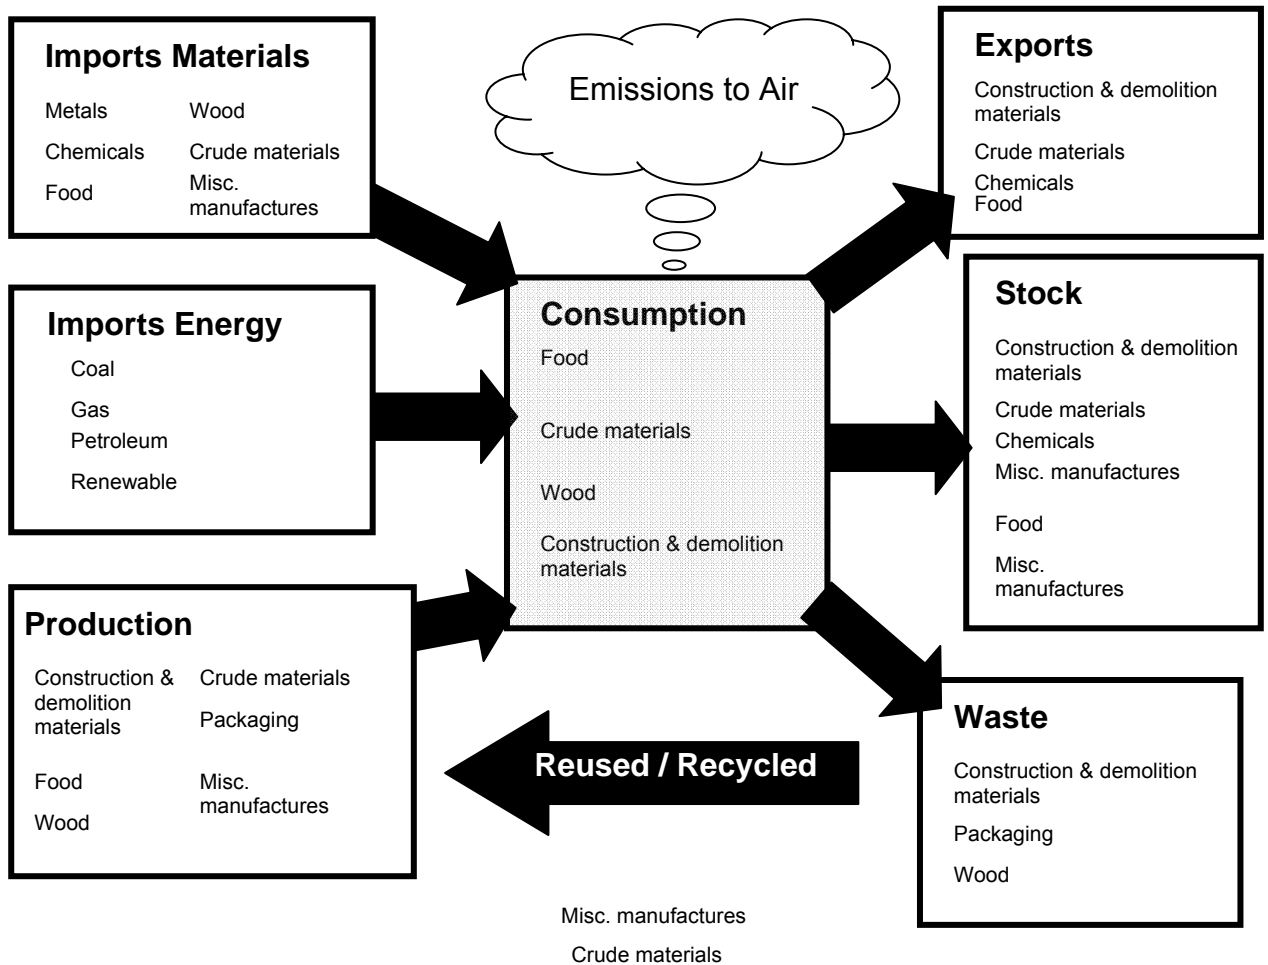 Imports Materials
Metals
Wood
Chemicals
Crude materials
Food
Misc.
manufactures
Emissions to Air
Exports
Construction & demolition
materials
Crude materials
Chemicals
Food
Imports Energy
Coal
Gas
Petroleum
Renewable
Consumption
Food
Crude materials
Wood
Construction & demolition
materials
Stock
Construction & demolition
materials
Crude materials
Chemicals
Misc. manufactures
Food
Misc.
manufactures
Production
Construction &
demolition
materials
Crude materials
Packaging
Food
Misc.
manufactures
Wood
Reused / Recycled
Waste
Construction & demolition
materials
Packaging
Wood
Misc. manufactures
Crude materials